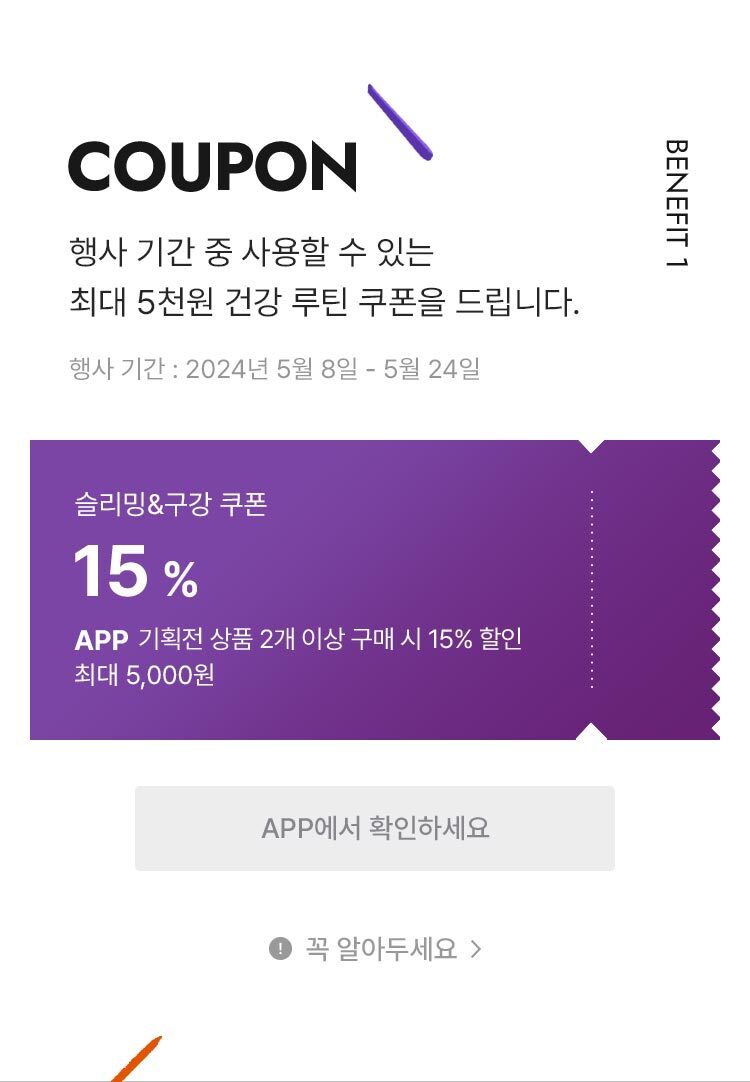 COUPON
BENEFIT 1
행사 기간 중 사용할 수 있는
최대 5천원 건강 루틴 쿠폰을 드립니다.
행사 기간 : 2024년 5월 8일 - 5월 24일
슬리밍&구강 쿠폰
15 %
APP 기획전 상품 2개 이상 구매 시 15% 할인
최대 5,000원
APP에서 확인하세요
! 꼭 알아두세요 >